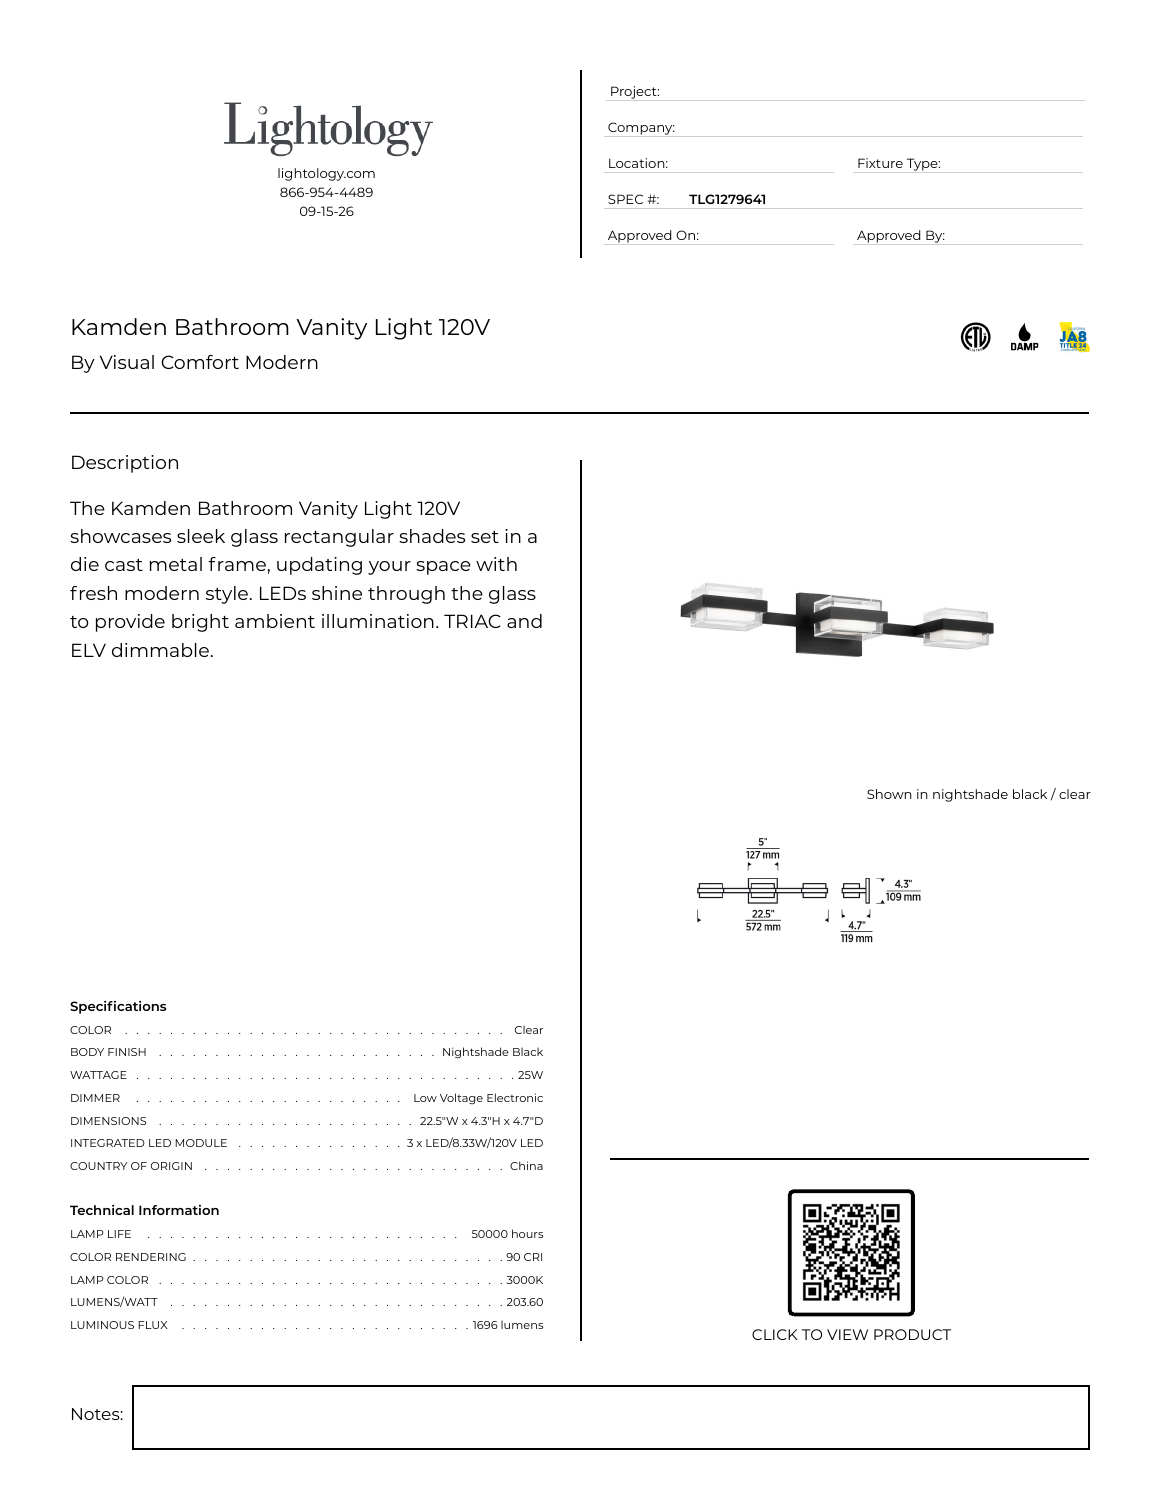 Lightology
lightology.com
866-954-4489
09-15-26
Project:
Company:
Location:
Fixture Type:
SPEC #: TLG1279641
Approved On:
Approved By:
Kamden Bathroom Vanity Light 120V
By Visual Comfort Modern
ETL
DAMP
JA8
TITLE 24
Description
The Kamden Bathroom Vanity Light 120V
showcases sleek glass rectangular shades set in a
die cast metal frame, updating your space with
fresh modern style. LEDs shine through the glass
to provide bright ambient illumination. TRIAC and
ELV dimmable.
Shown in nightshade black / clear
5"
127 mm
4.3"
109 mm
22.5"
572 mm
4.7"
119 mm
Specifications
COLOR . . . . . . . . . . . . . . . . . . . . . . . . . . . . . . . . . . Clear
BODY FINISH . . . . . . . . . . . . . . . . . . . . . . . . . Nightshade Black
WATTAGE . . . . . . . . . . . . . . . . . . . . . . . . . . . . . . . . . . 25W
DIMMER . . . . . . . . . . . . . . . . . . . . . . . . Low Voltage Electronic
DIMENSIONS . . . . . . . . . . . . . . . . . . . . . . . 22.5"W x 4.3"H x 4.7"D
INTEGRATED LED MODULE . . . . . . . . . . . . . . . 3 x LED/8.33W/120V LED
COUNTRY OF ORIGIN . . . . . . . . . . . . . . . . . . . . . . . . . . . China
Technical Information
LAMP LIFE . . . . . . . . . . . . . . . . . . . . . . . . . . . . 50000 hours
COLOR RENDERING . . . . . . . . . . . . . . . . . . . . . . . . . . . . 90 CRI
LAMP COLOR . . . . . . . . . . . . . . . . . . . . . . . . . . . . . . . 3000K
LUMENS/WATT . . . . . . . . . . . . . . . . . . . . . . . . . . . . . . 203.60
LUMINOUS FLUX . . . . . . . . . . . . . . . . . . . . . . . . . . 1696 lumens
CLICK TO VIEW PRODUCT
Notes: